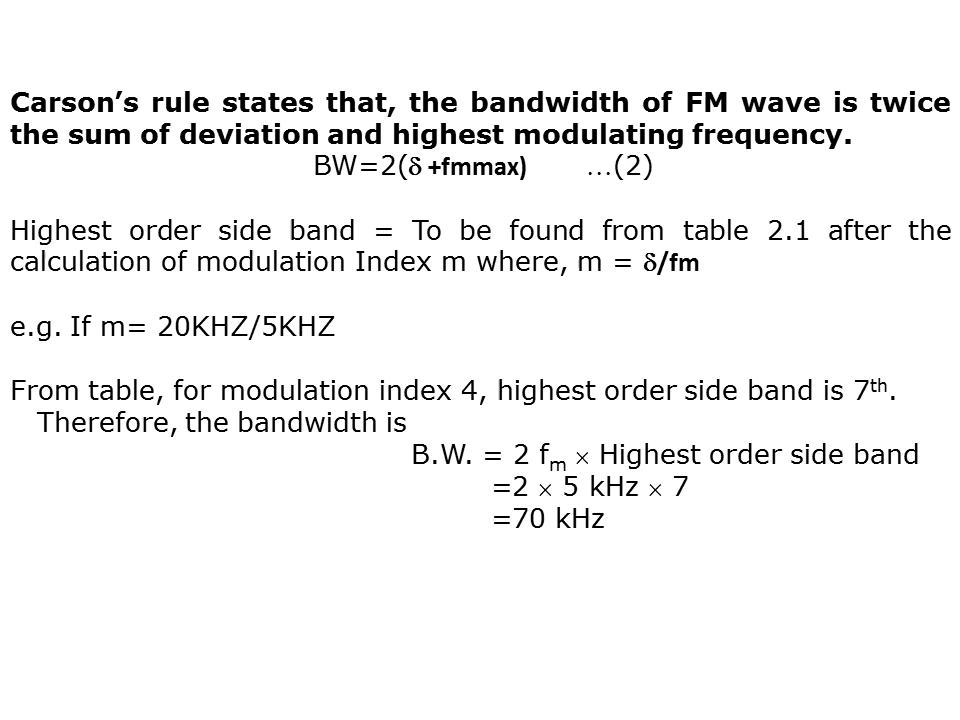 Carson’s rule states that, the bandwidth of FM wave is twice
the sum of deviation and highest modulating frequency.
BW=2(δ +fmmax) …(2)
Highest order side band = To be found from table 2.1 after the
calculation of modulation Index m where, m = δ/fm
e.g. If m= 20KHZ/5KHZ
From table, for modulation index 4, highest order side band is 7th.
Therefore, the bandwidth is
B.W. = 2 fm × Highest order side band
=2 × 5 kHz × 7
=70 kHz